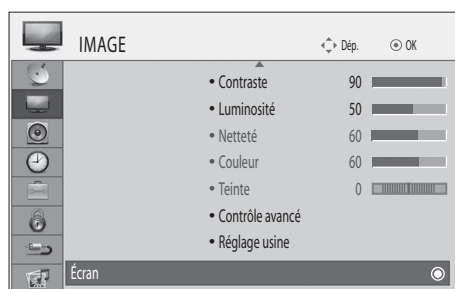 IMAGE Dép. OK
• Contraste 90
• Luminosité 50
• Netteté 60
• Couleur 60
• Teinte 0
• Contrôle avancé
• Réglage usine
Écran